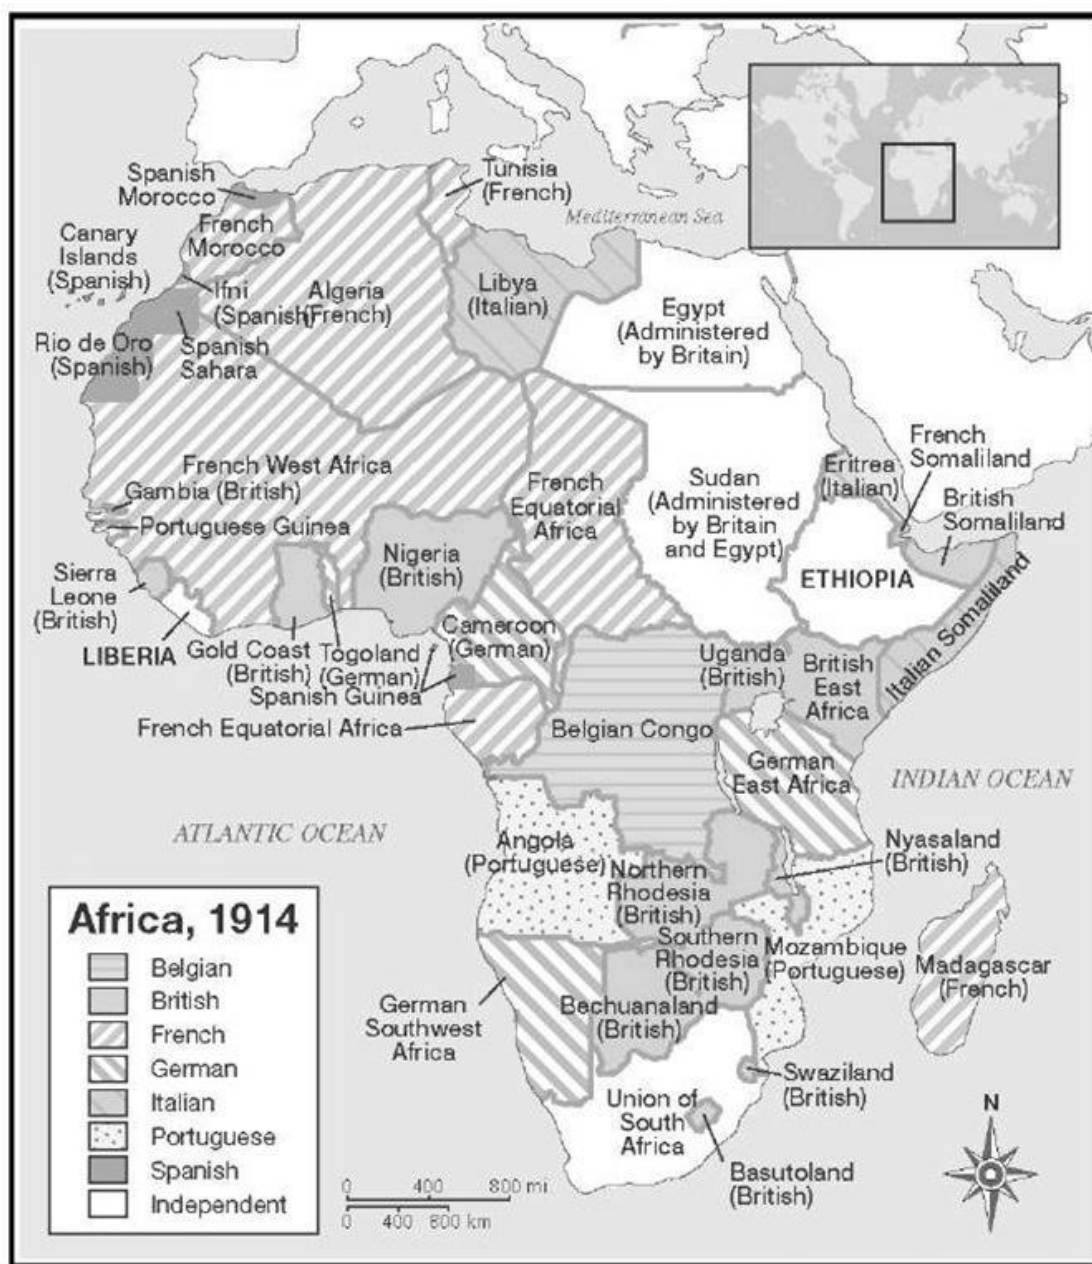 Spanish
Morocco
Tunisia
(French)
Mediterranean Sea
French
Morocco
Canary
Islands
(Spanish)
Ifni
(Spanish)
Algeria
(French)
Libya
(Italian)
Egypt
(Administered
by Britain)
Rio de Oro
(Spanish)
Spanish
Sahara
French West Africa
Gambia (British)
Portuguese Guinea
French
Equatorial
Africa
Sudan
(Administered
by Britain
and Egypt)
Eritrea
(Italian)
French
Somaliland
British
Somaliland
Sierra
Leone
(British)
Nigeria
(British)
ETHIOPIA
Italian Somaliland
LIBERIA
Gold Coast
(British)
Togoland
(German)
Cameroon
(German)
Spanish Guinea
Uganda
(British)
British
East
Africa
French Equatorial Africa
Belgian Congo
German
East Africa
INDIAN OCEAN
ATLANTIC OCEAN
Angola
(Portuguese)
Northern
Rhodesia
(British)
Nyasaland
(British)
Southern
Rhodesia
(British)
Mozambique
(Portuguese)
Madagascar
(French)
German
Southwest
Africa
Bechuanaland
(British)
Swaziland
(British)
Union of
South
Africa
Basutoland
(British)
N
Africa, 1914
Belgian
British
French
German
Italian
Portuguese
Spanish
Independent
0 400 800 mi
0 400 800 km